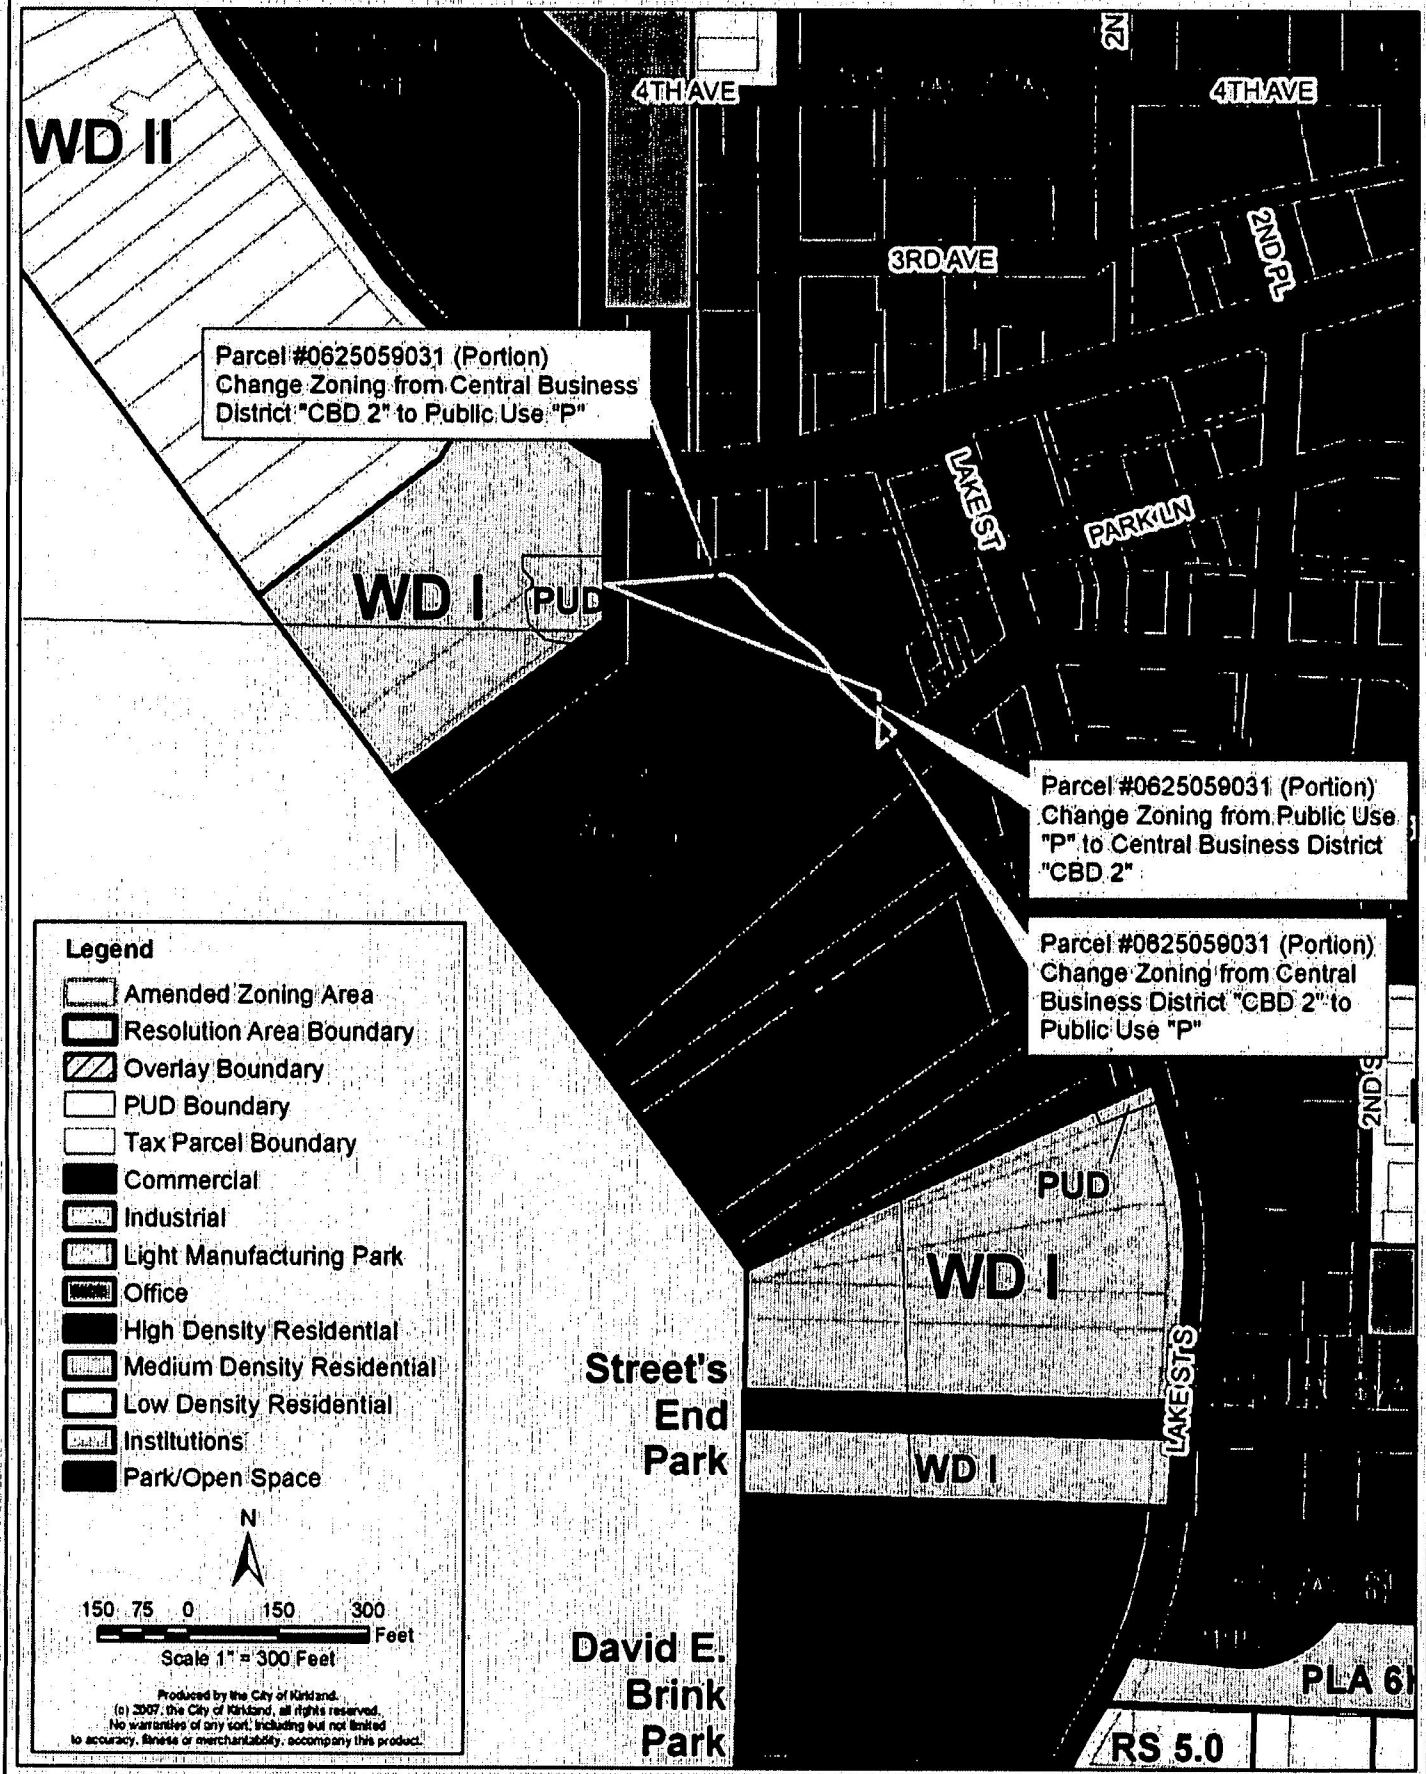 2N
4TH AVE
4TH AVE
WD II
3RD AVE
2ND PL
Parcel #0625059031 (Portion)
Change Zoning from Central Business
District "CBD 2" to Public Use "P"
LAKE ST
PARK LN
WD I
PUD
Parcel #0625059031 (Portion)
Change Zoning from Public Use
"P" to Central Business District
"CBD 2"
Parcel #0625059031 (Portion)
Change Zoning from Central
Business District "CBD 2" to
Public Use "P"
2ND S
Legend
Amended Zoning Area
Resolution Area Boundary
Overlay Boundary
PUD Boundary
Tax Parcel Boundary
Commercial
Industrial
Light Manufacturing Park
Office
High Density Residential
Medium Density Residential
Low Density Residential
Institutions
Park/Open Space
PUD
WD I
LAKE ST S
Street's
End
Park
WD I
N
150 75 0 150 300
Feet
Scale 1" = 300 Feet
Produced by the City of Kirkland.
(c) 2007, the City of Kirkland, all rights reserved.
No warranties of any sort, including but not limited
to accuracy, fitness or merchantability, accompany this product.
David E.
Brink
Park
PLA 6
RS 5.0